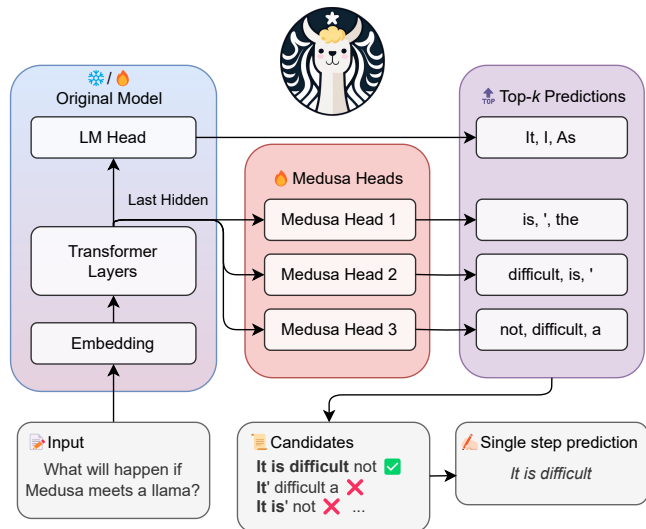 ❄️ / 🔥
Original Model
LM Head
Last Hidden
Transformer
Layers
Embedding
🔥 Medusa Heads
Medusa Head 1
Medusa Head 2
Medusa Head 3
TOP
Top-k Predictions
It, I, As
is, ', the
difficult, is, '
not, difficult, a
📝 Input
What will happen if
Medusa meets a llama?
📜 Candidates
It is difficult not ✅
It' difficult a ❌
It is' not ❌ ...
✍🏻 Single step prediction
It is difficult